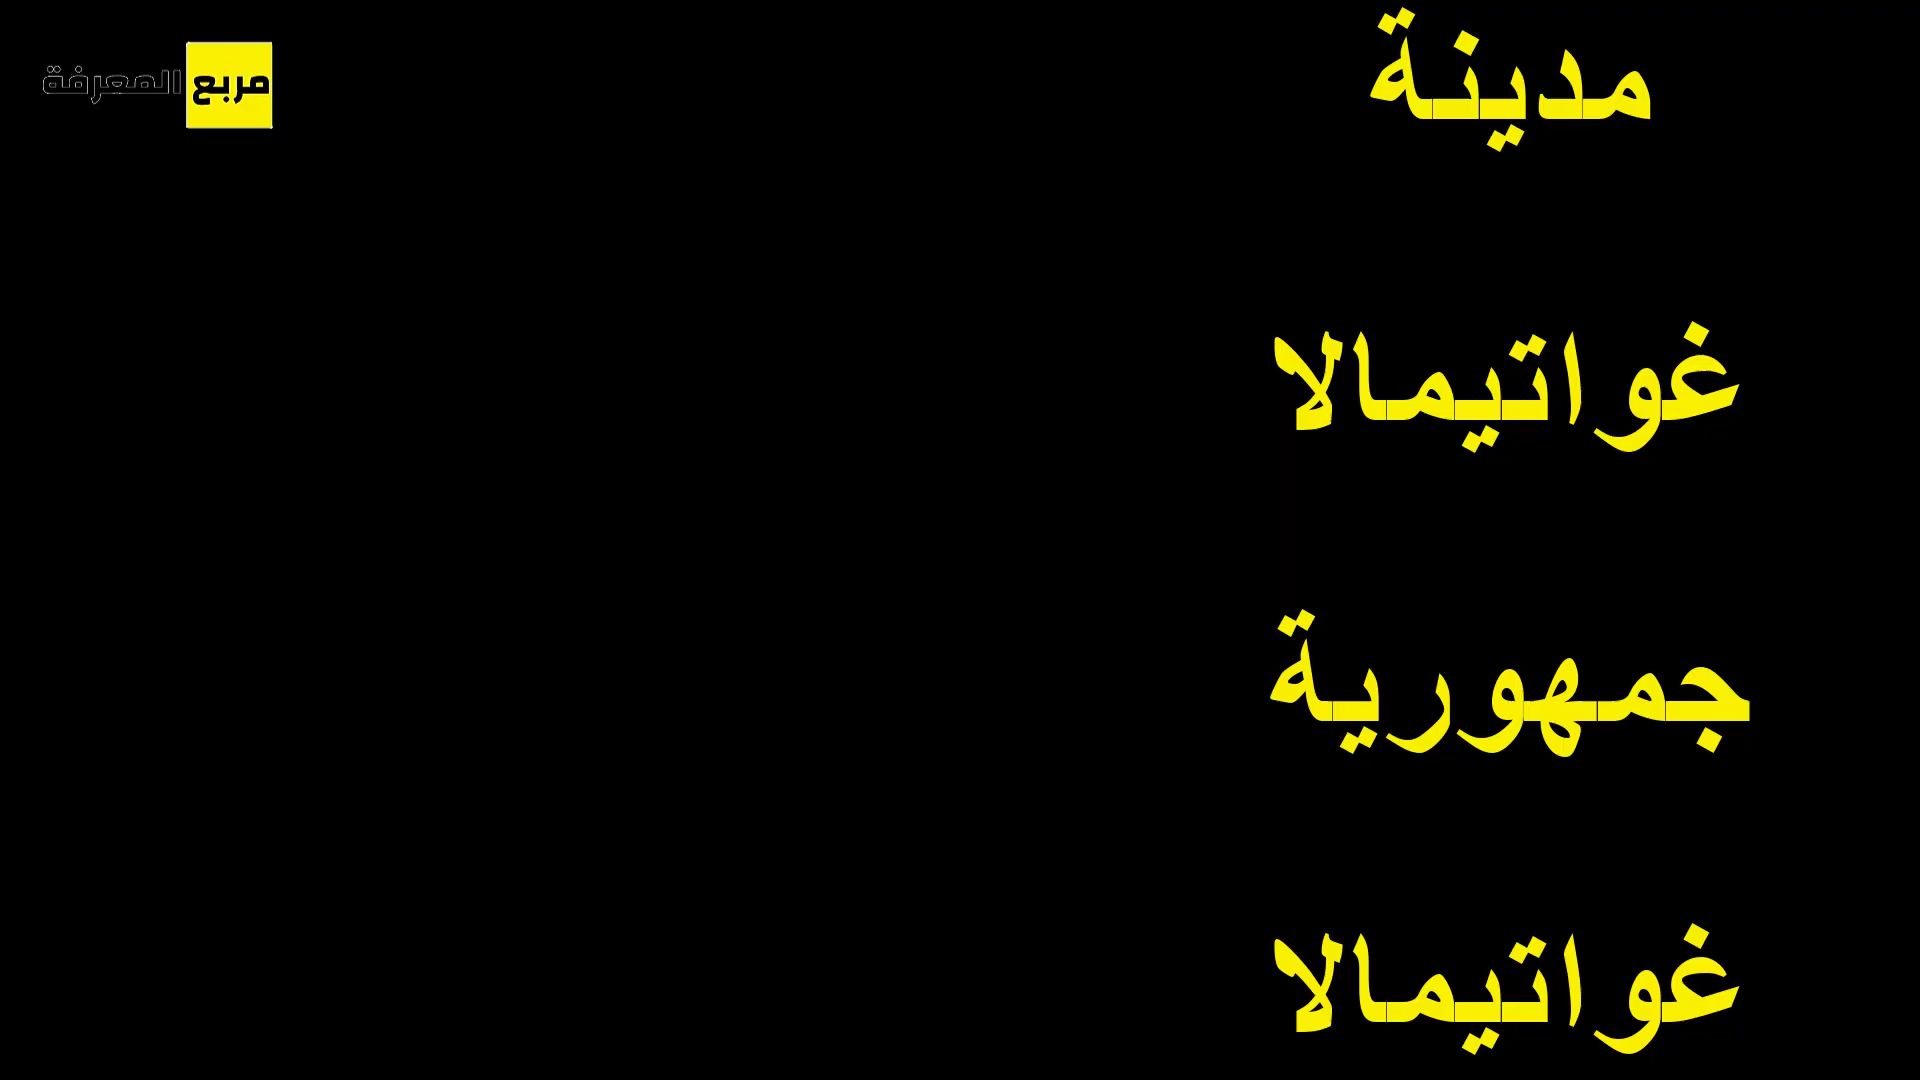 مربع المعرفة
مدينة
غواتيمالا
جمهورية
غواتيمالا